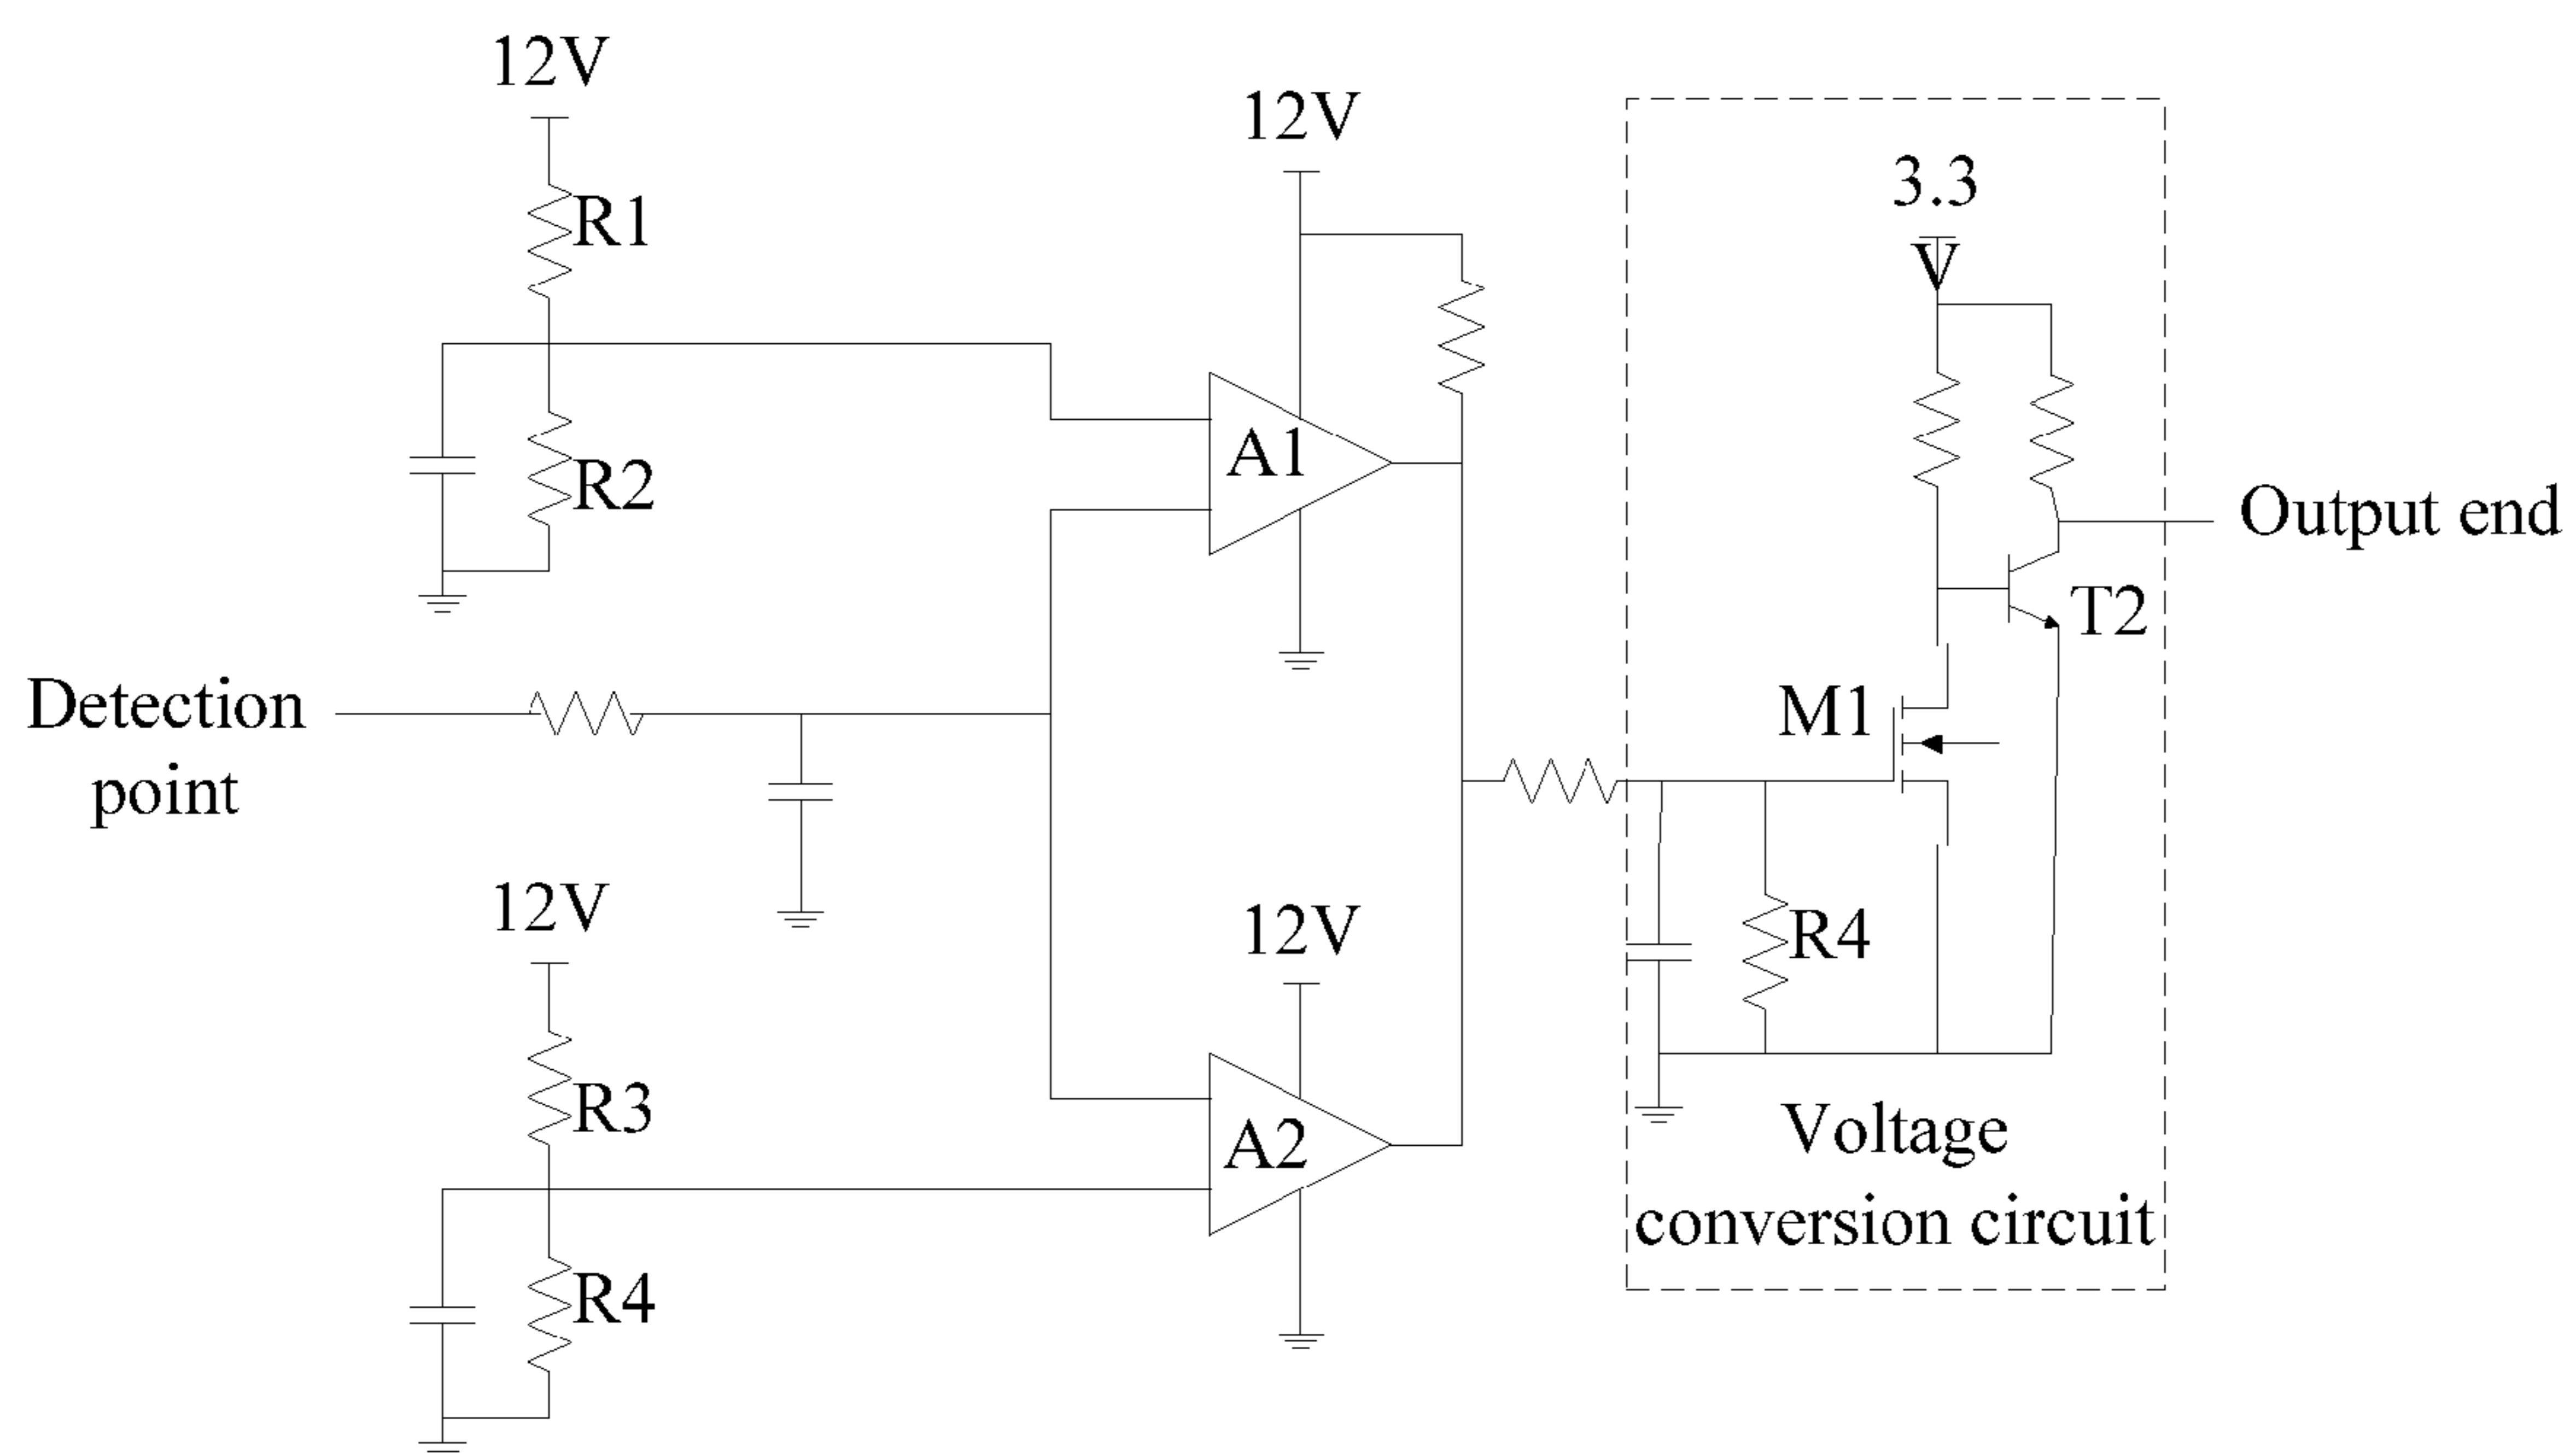 12V
R1
R2
12V
A1
3.3
V
Output end
T2
Detection
point
M1
12V
R3
R4
12V
A2
R4
Voltage
conversion circuit